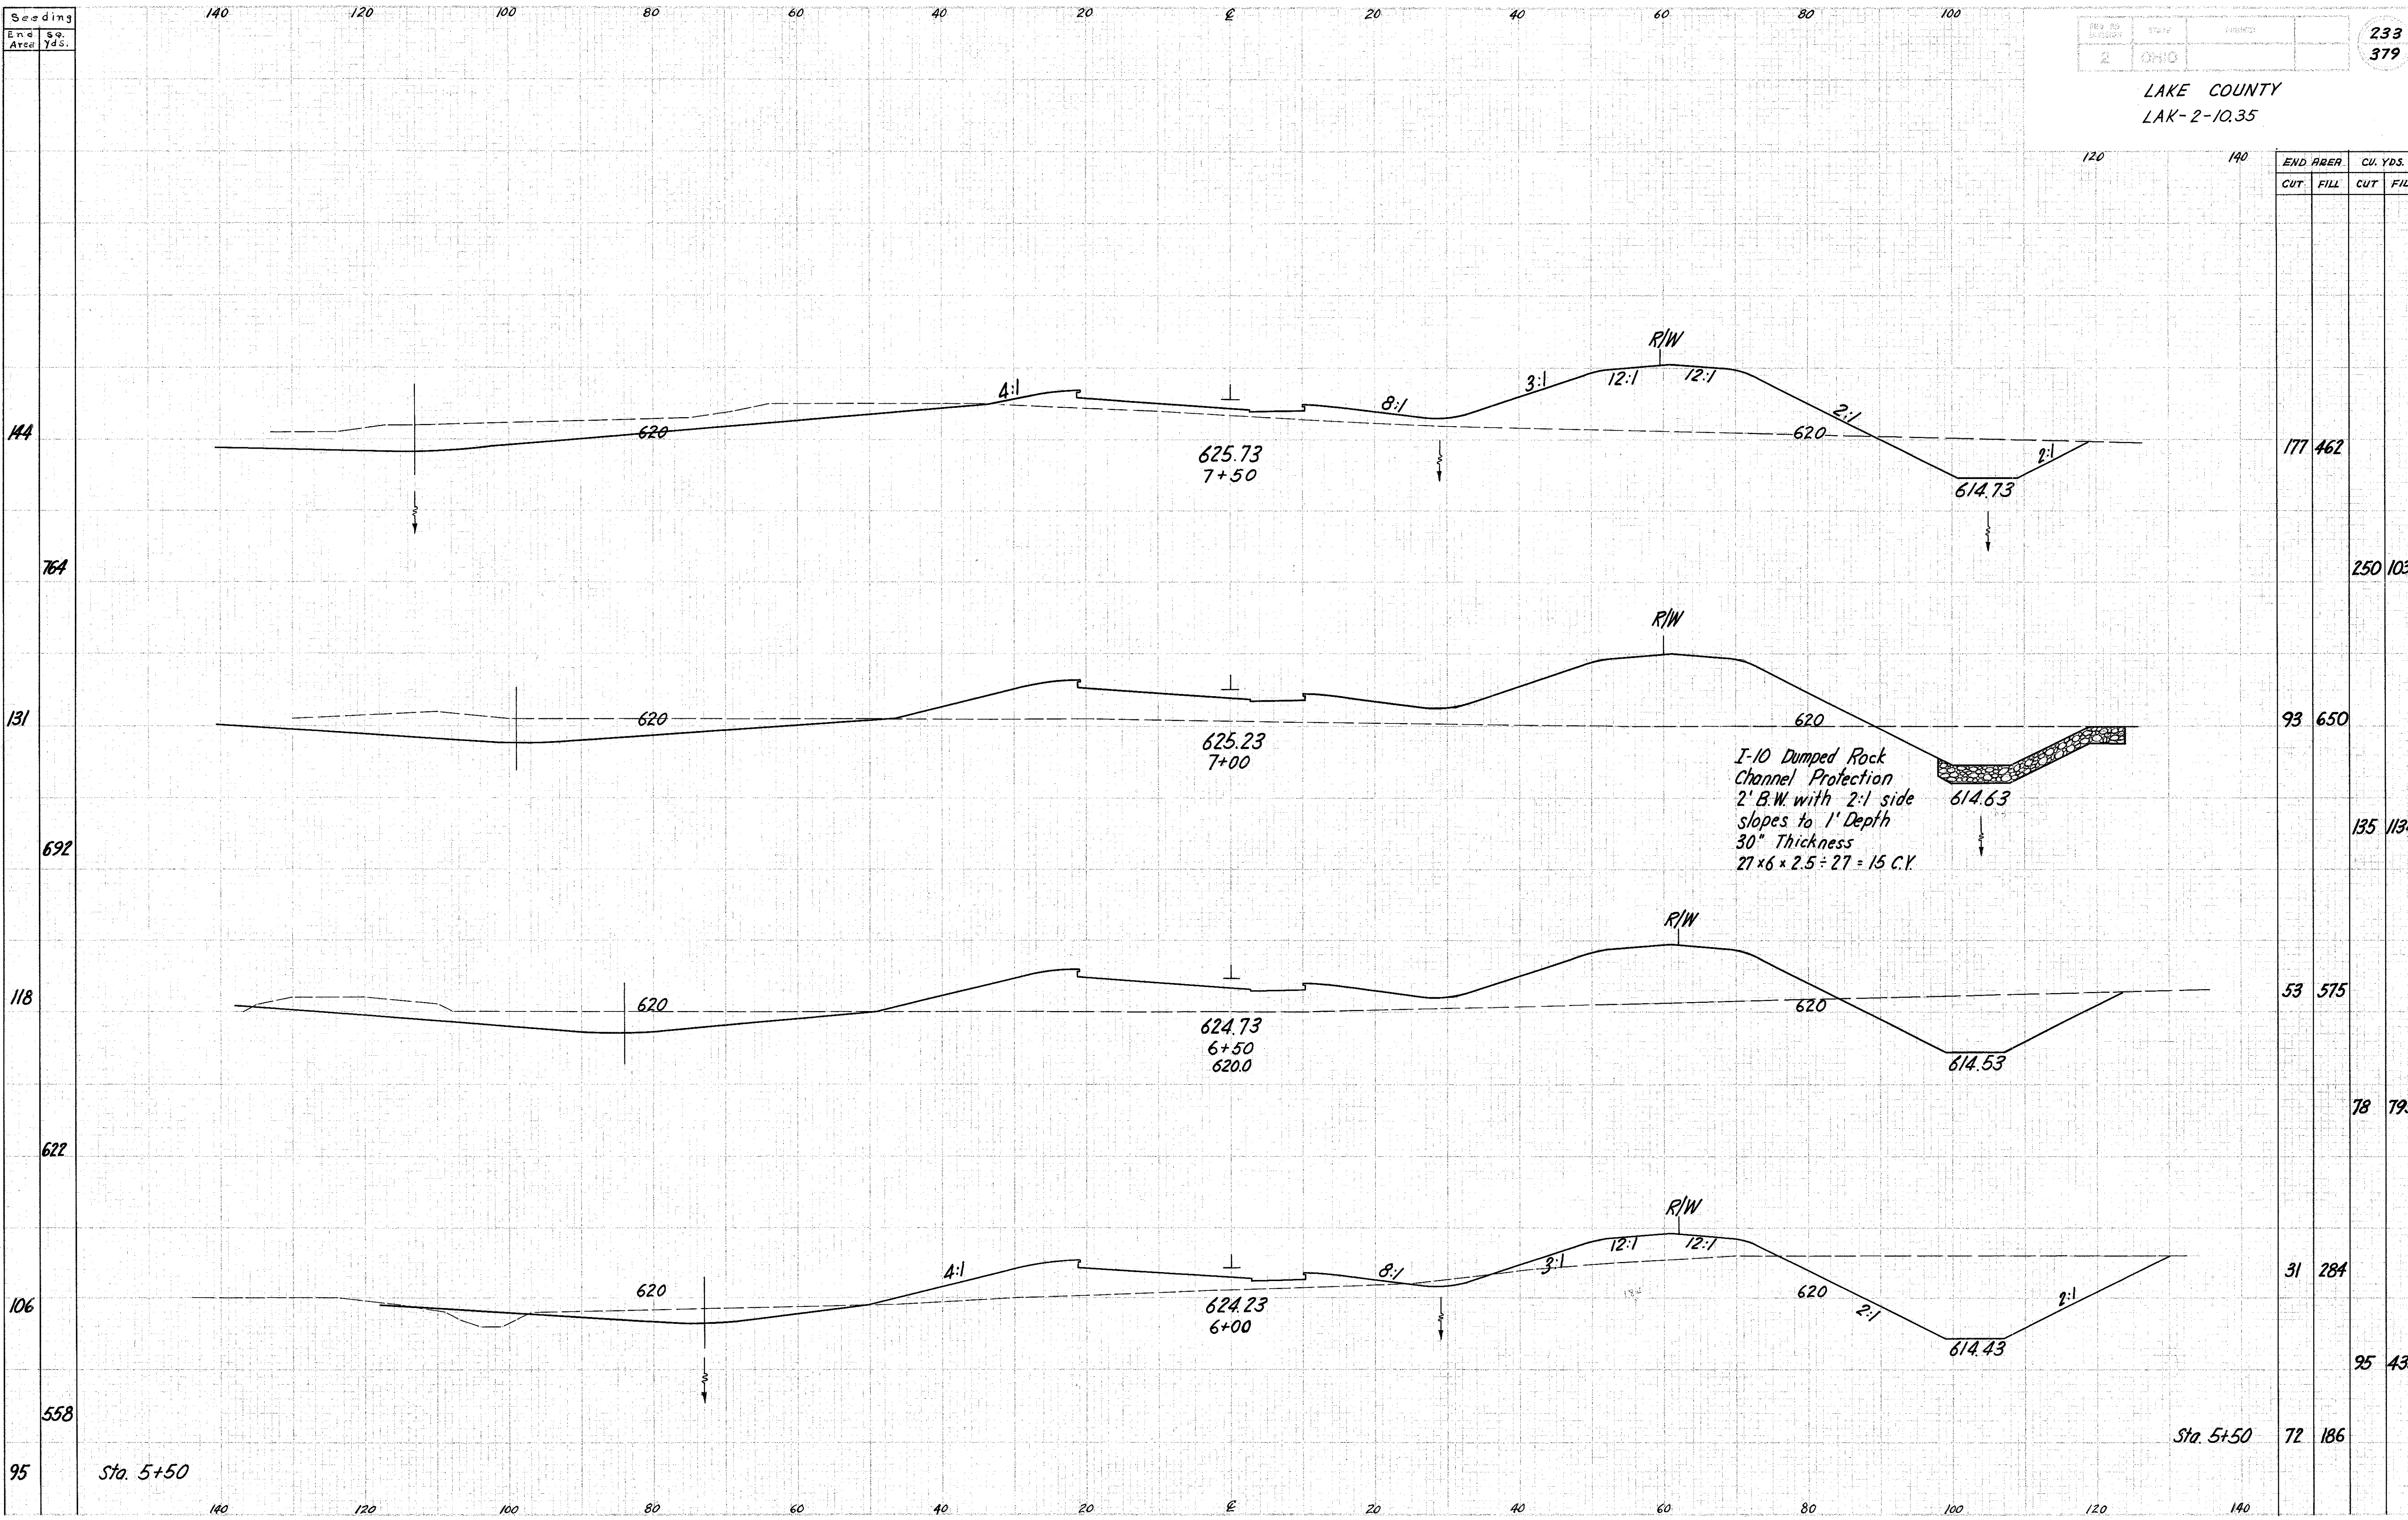 Seeding
End Area Sq. Yds.
140 120 100 80 60 40 20 ℄ 20 40 60 80 100
2 OHIO
233
379
LAKE COUNTY
LAK-2-10.35
120 140
END AREA CU. YDS.
CUT FILL CUT
R/W
4:1 8:1 3:1 12:1 12:1 2:1
144 620 620 177 462
625.73 2:1
7+50
614.73
764 250
R/W
131 620 620 93 650
625.23
7+00
I-10 Dumped Rock
Channel Protection
2' B.W. with 2:1 side
slopes to 1' Depth
30" Thickness
27 x 6 x 2.5 ÷ 27 = 15 C.Y.
614.63
692 135
R/W
118 620 620 53 575
624.73
6+50
620.0
614.53
622 78
R/W
12:1 12:1
4:1 8:1 3:1 31 284
106 620 620 2:1 2:1
624.23
6+00
614.43
95
558
Sta. 5+50 72 186
95 Sta. 5+50
140 120 100 80 60 40 20 ℄ 20 40 60 80 100 120 140